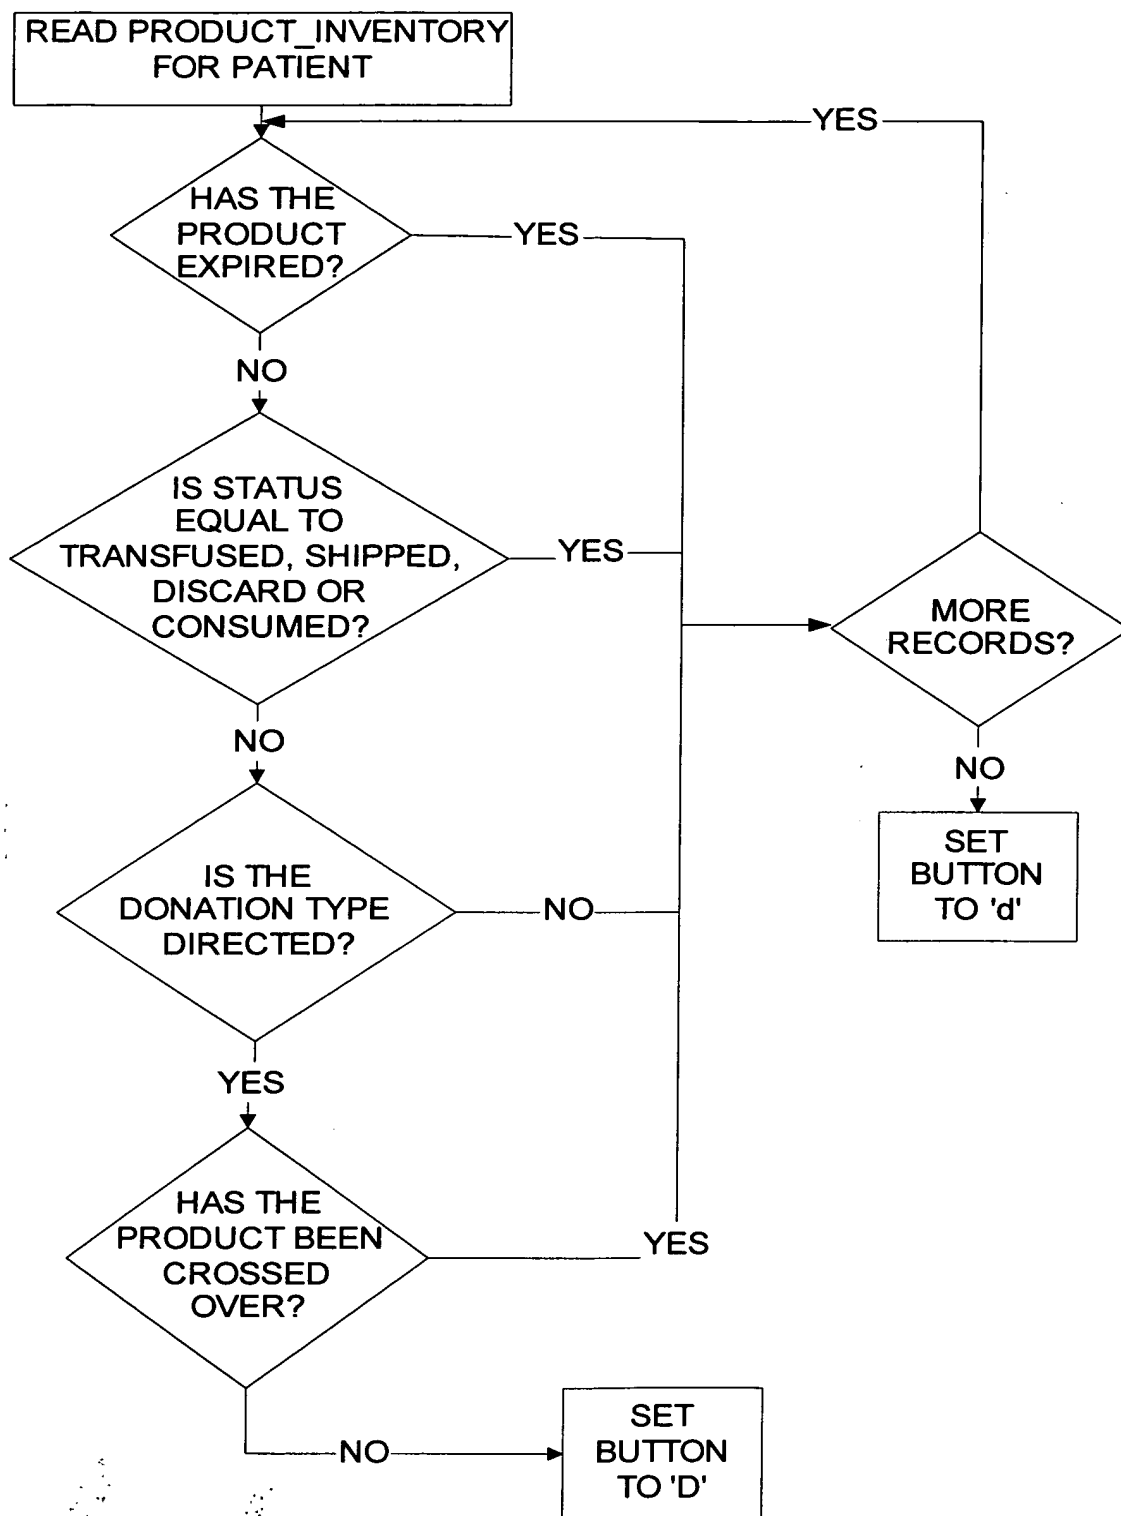 READ PRODUCT_INVENTORY
FOR PATIENT
YES
HAS THE
PRODUCT
EXPIRED?
YES
NO
IS STATUS
EQUAL TO
TRANSFUSED, SHIPPED,
DISCARD OR
CONSUMED?
YES
MORE
RECORDS?
NO
NO
SET
BUTTON
TO 'd'
IS THE
DONATION TYPE
DIRECTED?
NO
YES
HAS THE
PRODUCT BEEN
CROSSED
OVER?
YES
NO
SET
BUTTON
TO 'D'